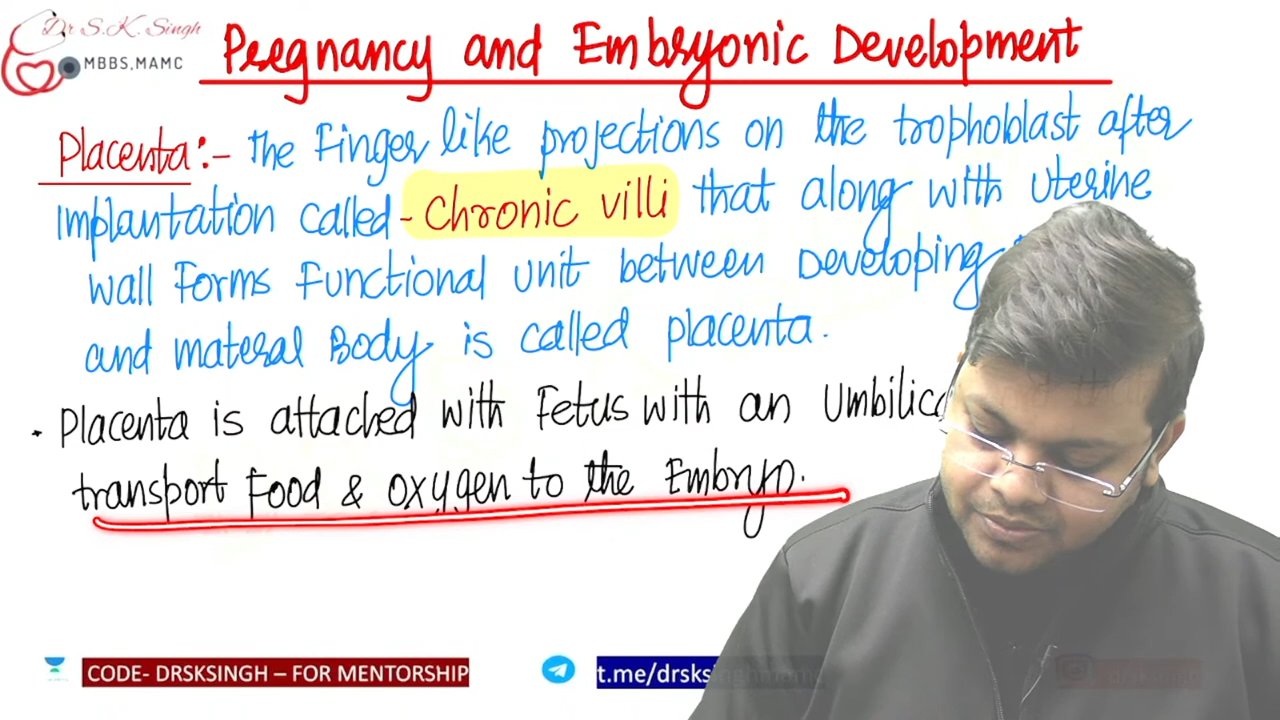 Dr S.K. Singh
MBBS,MAMC
Pregnancy and Embryonic Development
Placenta:- The Finger like projections on the trophoblast after
implantation called - Chronic villi that along with Uterine
wall Forms Functional unit between Developing
and materal Body is called placenta.
• Placenta is attached with Fetus with an
transport Food & oxygen to the Embryo.
CODE- DRSKSINGH – FOR MENTORSHIP